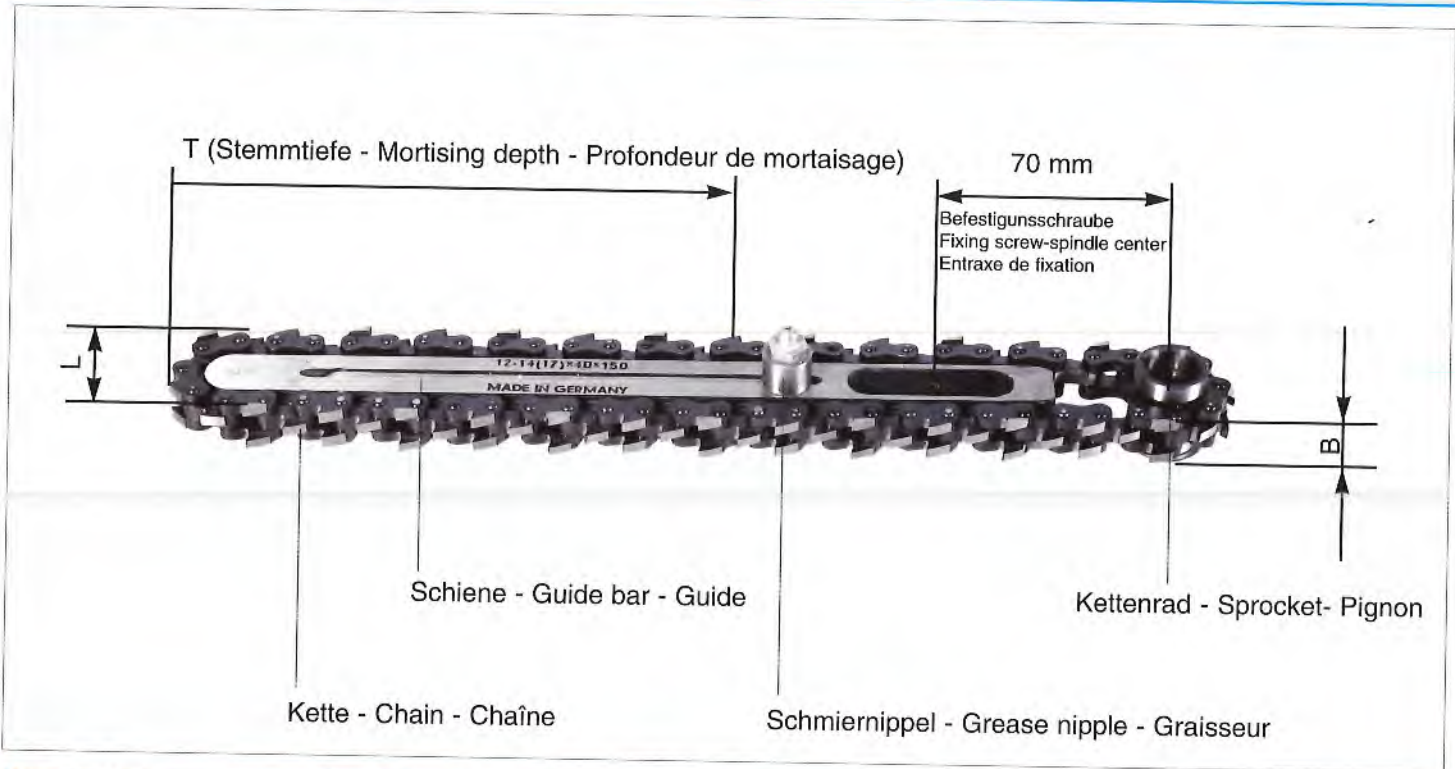 T (Stemmtiefe - Mortising depth - Profondeur de mortaisage)
70 mm
Befestigunsschraube
Fixing screw-spindle center
Entraxe de fixation
L
12-14(17)×40×150
MADE IN GERMANY
B
Schiene - Guide bar - Guide
Kettenrad - Sprocket- Pignon
Kette - Chain - Chaîne
Schmiernippel - Grease nipple - Graisseur